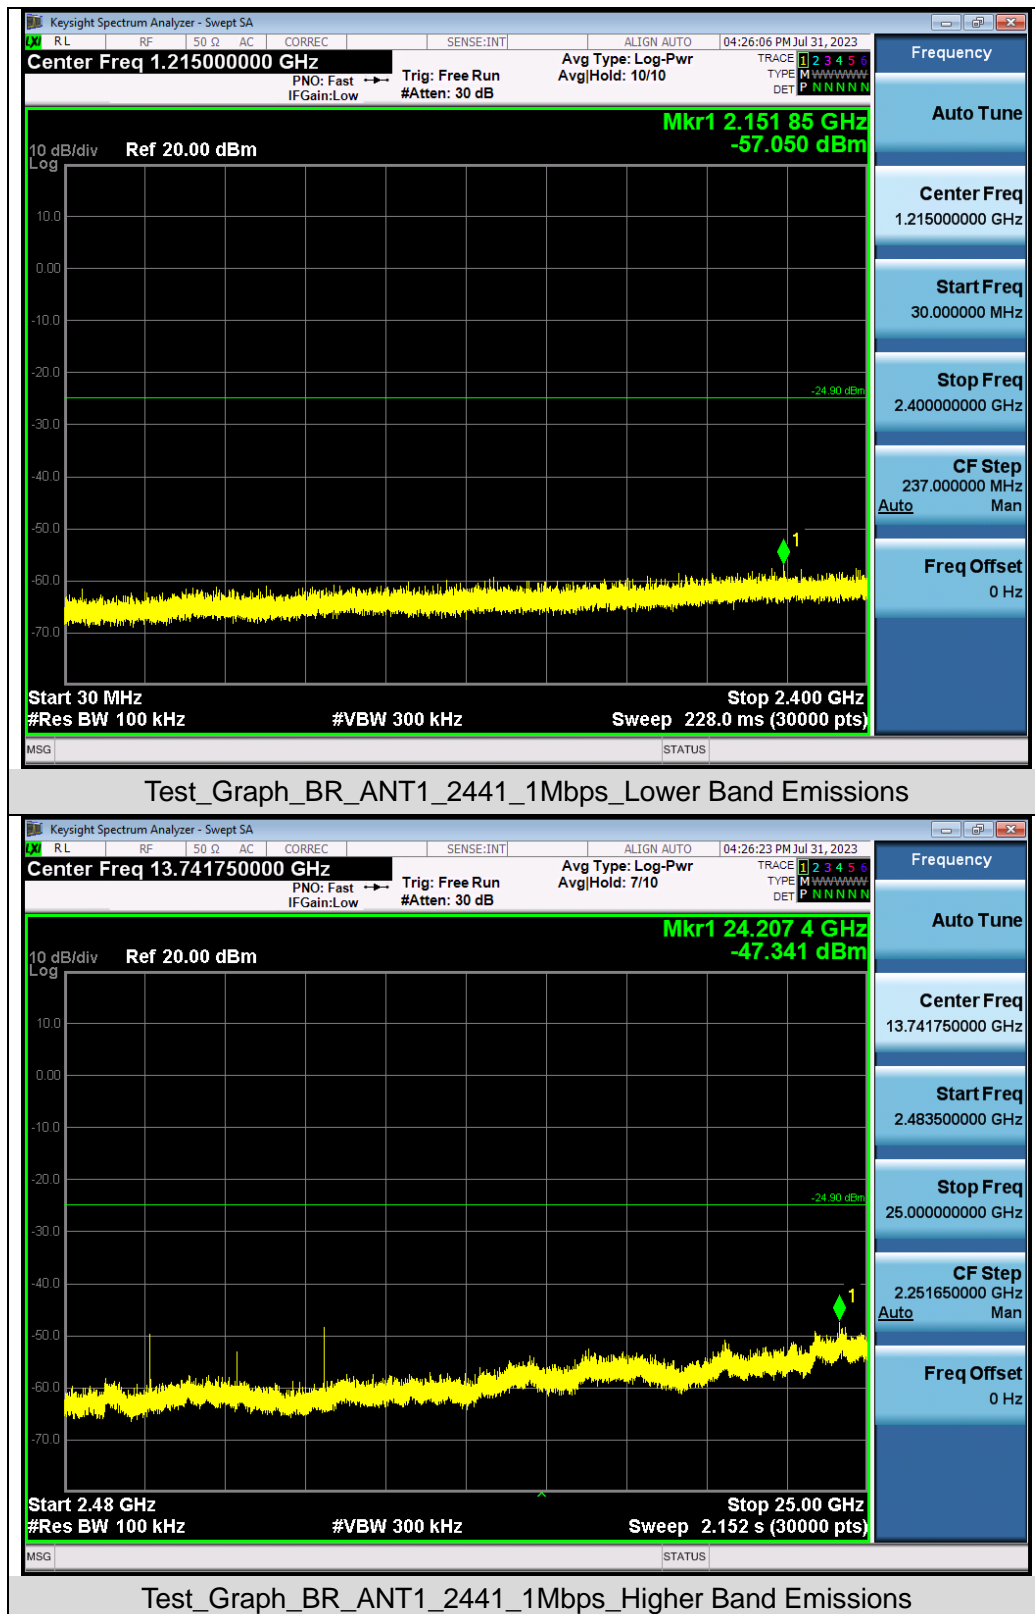 Keysight Spectrum Analyzer - Swept SA
LXI RL RF 50 Ω AC CORREC SENSE:INT ALIGN AUTO 04:26:06 PM Jul 31, 2023
Center Freq 1.215000000 GHz
PNO: Fast
IFGain:Low
Trig: Free Run
#Atten: 30 dB
Avg Type: Log-Pwr
Avg|Hold: 10/10
TRACE 1 2 3 4 5 6
TYPE M W W W W W
DET P N N N N N
Frequency
Auto Tune
Center Freq
1.215000000 GHz
Start Freq
30.000000 MHz
Stop Freq
2.400000000 GHz
CF Step
237.000000 MHz
Auto Man
Freq Offset
0 Hz
Mkr1 2.151 85 GHz
-57.050 dBm
10 dB/div Ref 20.00 dBm
Log
10.0
0.00
-10.0
-20.0
-24.90 dBm
-30.0
-40.0
-50.0
1
-60.0
-70.0
Start 30 MHz Stop 2.400 GHz
#Res BW 100 kHz #VBW 300 kHz Sweep 228.0 ms (30000 pts)
MSG STATUS
Test_Graph_BR_ANT1_2441_1Mbps_Lower Band Emissions
Keysight Spectrum Analyzer - Swept SA
LXI RL RF 50 Ω AC CORREC SENSE:INT ALIGN AUTO 04:26:23 PM Jul 31, 2023
Center Freq 13.741750000 GHz
PNO: Fast
IFGain:Low
Trig: Free Run
#Atten: 30 dB
Avg Type: Log-Pwr
Avg|Hold: 7/10
TRACE 1 2 3 4 5 6
TYPE M W W W W W
DET P N N N N N
Frequency
Auto Tune
Center Freq
13.741750000 GHz
Start Freq
2.483500000 GHz
Stop Freq
25.000000000 GHz
CF Step
2.251650000 GHz
Auto Man
Freq Offset
0 Hz
Mkr1 24.207 4 GHz
-47.341 dBm
10 dB/div Ref 20.00 dBm
Log
10.0
0.00
-10.0
-20.0
-24.90 dBm
-30.0
-40.0
1
-50.0
-60.0
-70.0
Start 2.48 GHz Stop 25.00 GHz
#Res BW 100 kHz #VBW 300 kHz Sweep 2.152 s (30000 pts)
MSG STATUS
Test_Graph_BR_ANT1_2441_1Mbps_Higher Band Emissions